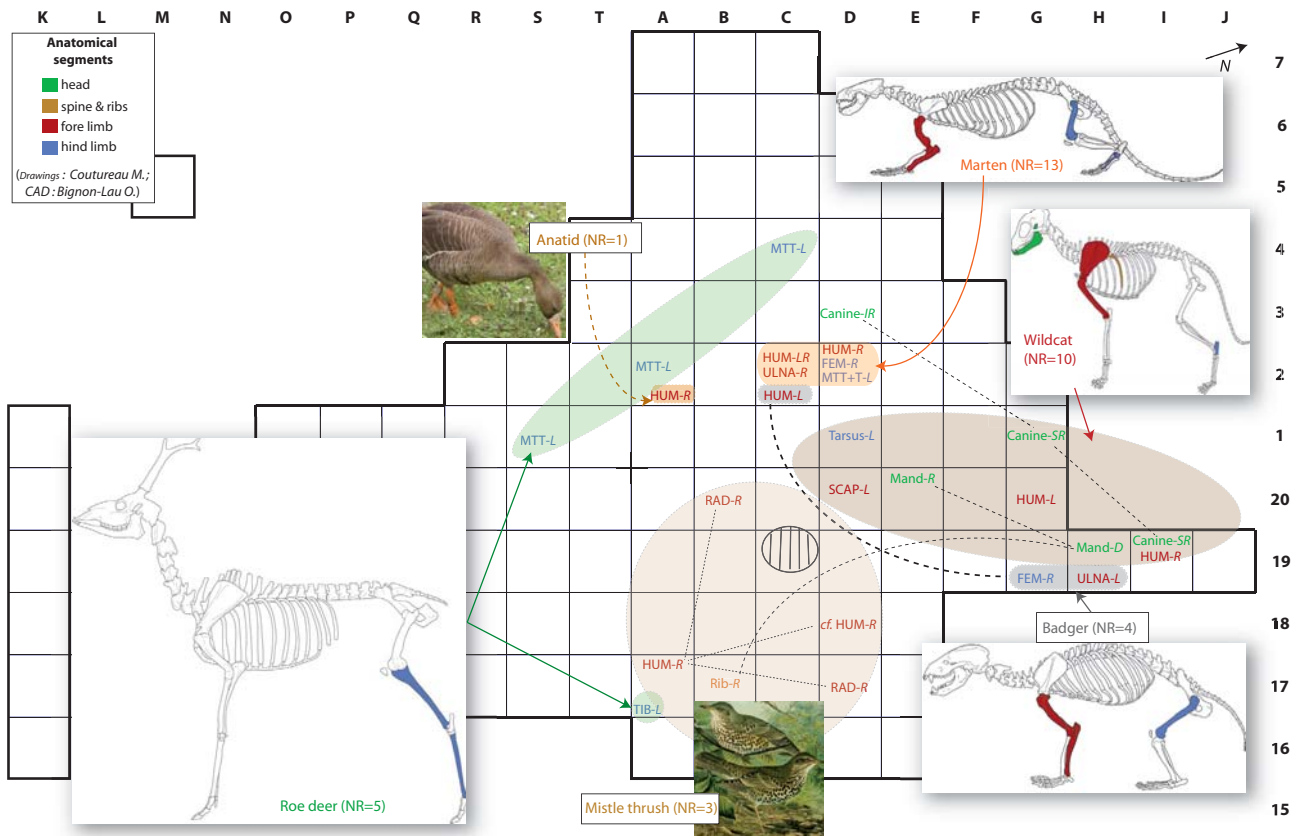 K L M N O P Q R S T A B C D E F G H I J
Anatomical
segments
head
spine & ribs
fore limb
hind limb
(Drawings : Coutureau M.;
CAD : Bignon-Lau O.)
N
7
6
Marten (NR=13)
5
Anatid (NR=1)
MTT-L
4
Canine-IR
3
Wildcat
(NR=10)
HUM-LR
ULNA-R
HUM-R
FEM-R
MTT+T-L
MTT-L
2
HUM-R
HUM-L
MTT-L
Tarsus-L
Canine-SR
1
RAD-R
SCAP-L
Mand-R
HUM-L
20
Mand-D
Canine-SR
HUM-R
19
FEM-R
ULNA-L
cf. HUM-R
Badger (NR=4)
18
HUM-R
Rib-R
RAD-R
17
TIB-L
16
Roe deer (NR=5)
Mistle thrush (NR=3)
15